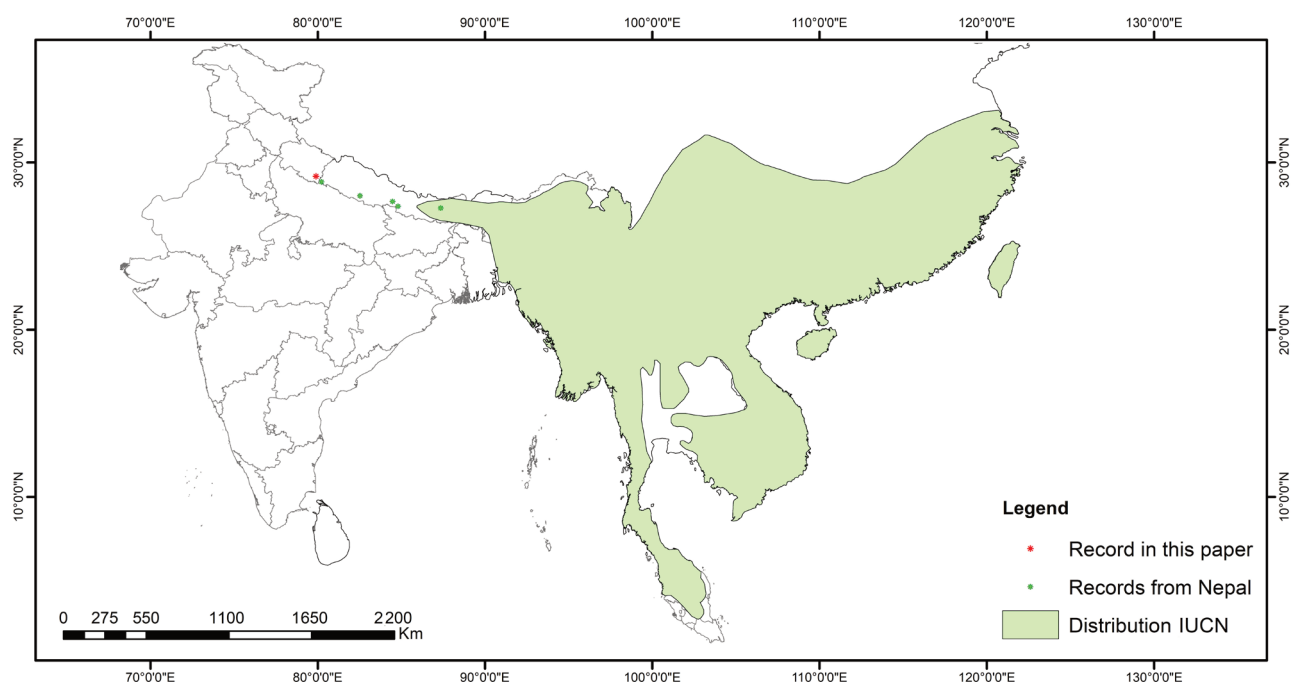 70°0'0"E 80°0'0"E 90°0'0"E 100°0'0"E 110°0'0"E 120°0'0"E 130°0'0"E
30°0'0"N 30°0'0"N
20°0'0"N 20°0'0"N
10°0'0"N 10°0'0"N
Legend
Record in this paper
Records from Nepal
Distribution IUCN
0 275 550 1100 1650 2200
Km
70°0'0"E 80°0'0"E 90°0'0"E 100°0'0"E 110°0'0"E 120°0'0"E 130°0'0"E